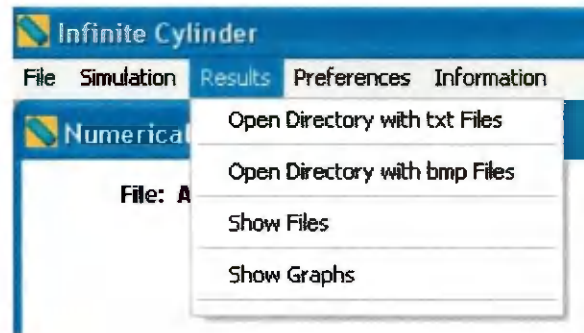 Infinite Cylinder
File Simulation Results Preferences Information
Open Directory with txt Files
Numerical
Open Directory with bmp Files
File: A
Show Files
Show Graphs